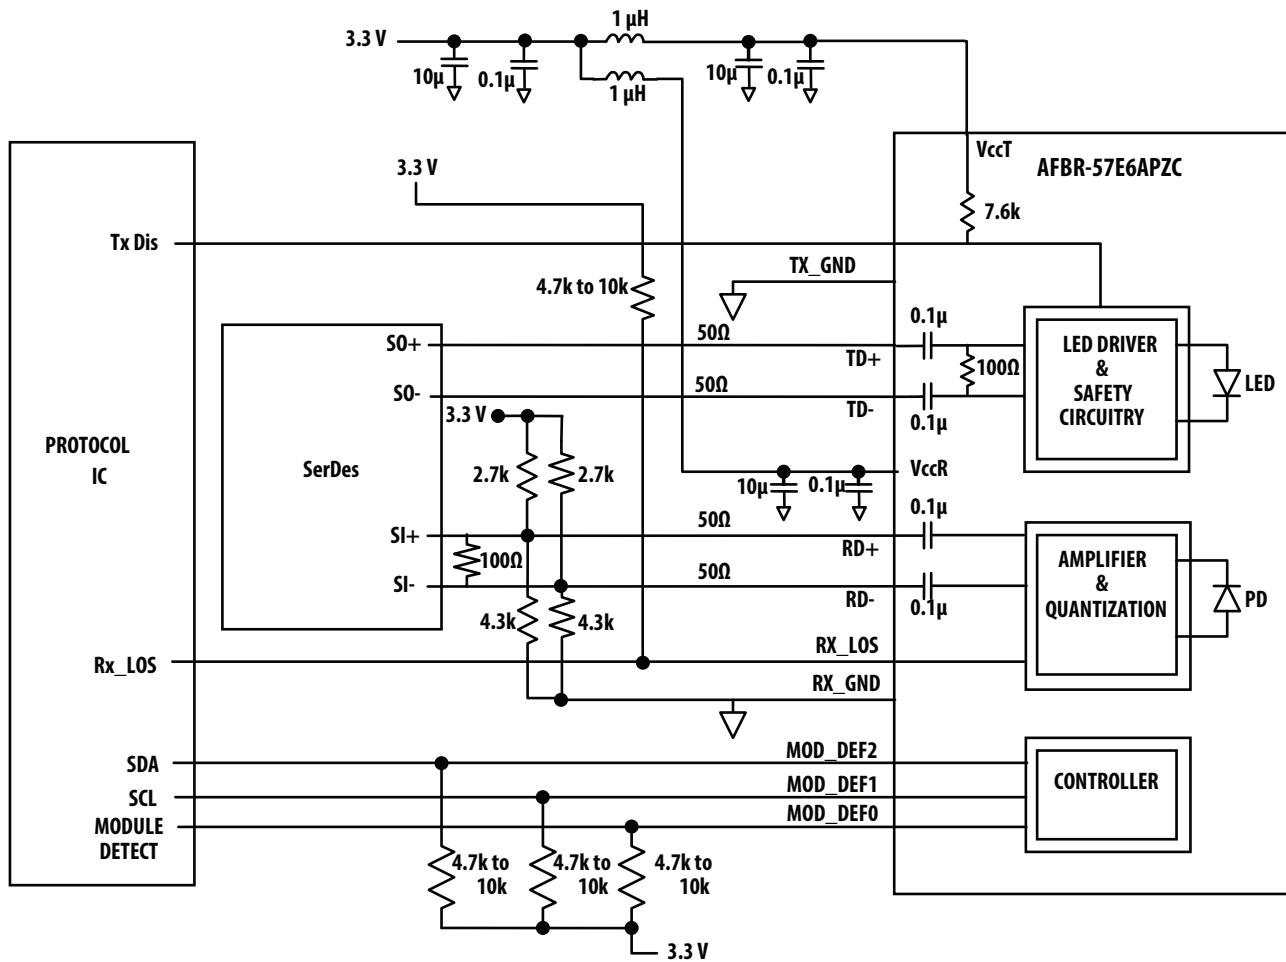 1 µH
3.3 V
10µ
0.1µ
1 µH
10µ
0.1µ
3.3 V
VccT
AFBR-57E6APZC
7.6k
Tx Dis
TX_GND
4.7k to 10k
0.1µ
SO+
50Ω
TD+
100Ω
LED DRIVER
&
SAFETY
CIRCUITRY
LED
SO-
50Ω
TD-
0.1µ
3.3 V
PROTOCOL
IC
SerDes
2.7k
2.7k
VccR
10µ
0.1µ
0.1µ
SI+
50Ω
RD+
100Ω
AMPLIFIER
&
QUANTIZATION
PD
SI-
50Ω
RD-
0.1µ
4.3k
4.3k
Rx_LOS
RX_LOS
RX_GND
SDA
MOD_DEF2
SCL
MOD_DEF1
CONTROLLER
MODULE
DETECT
MOD_DEF0
4.7k to
10k
4.7k to
10k
4.7k to
10k
3.3 V